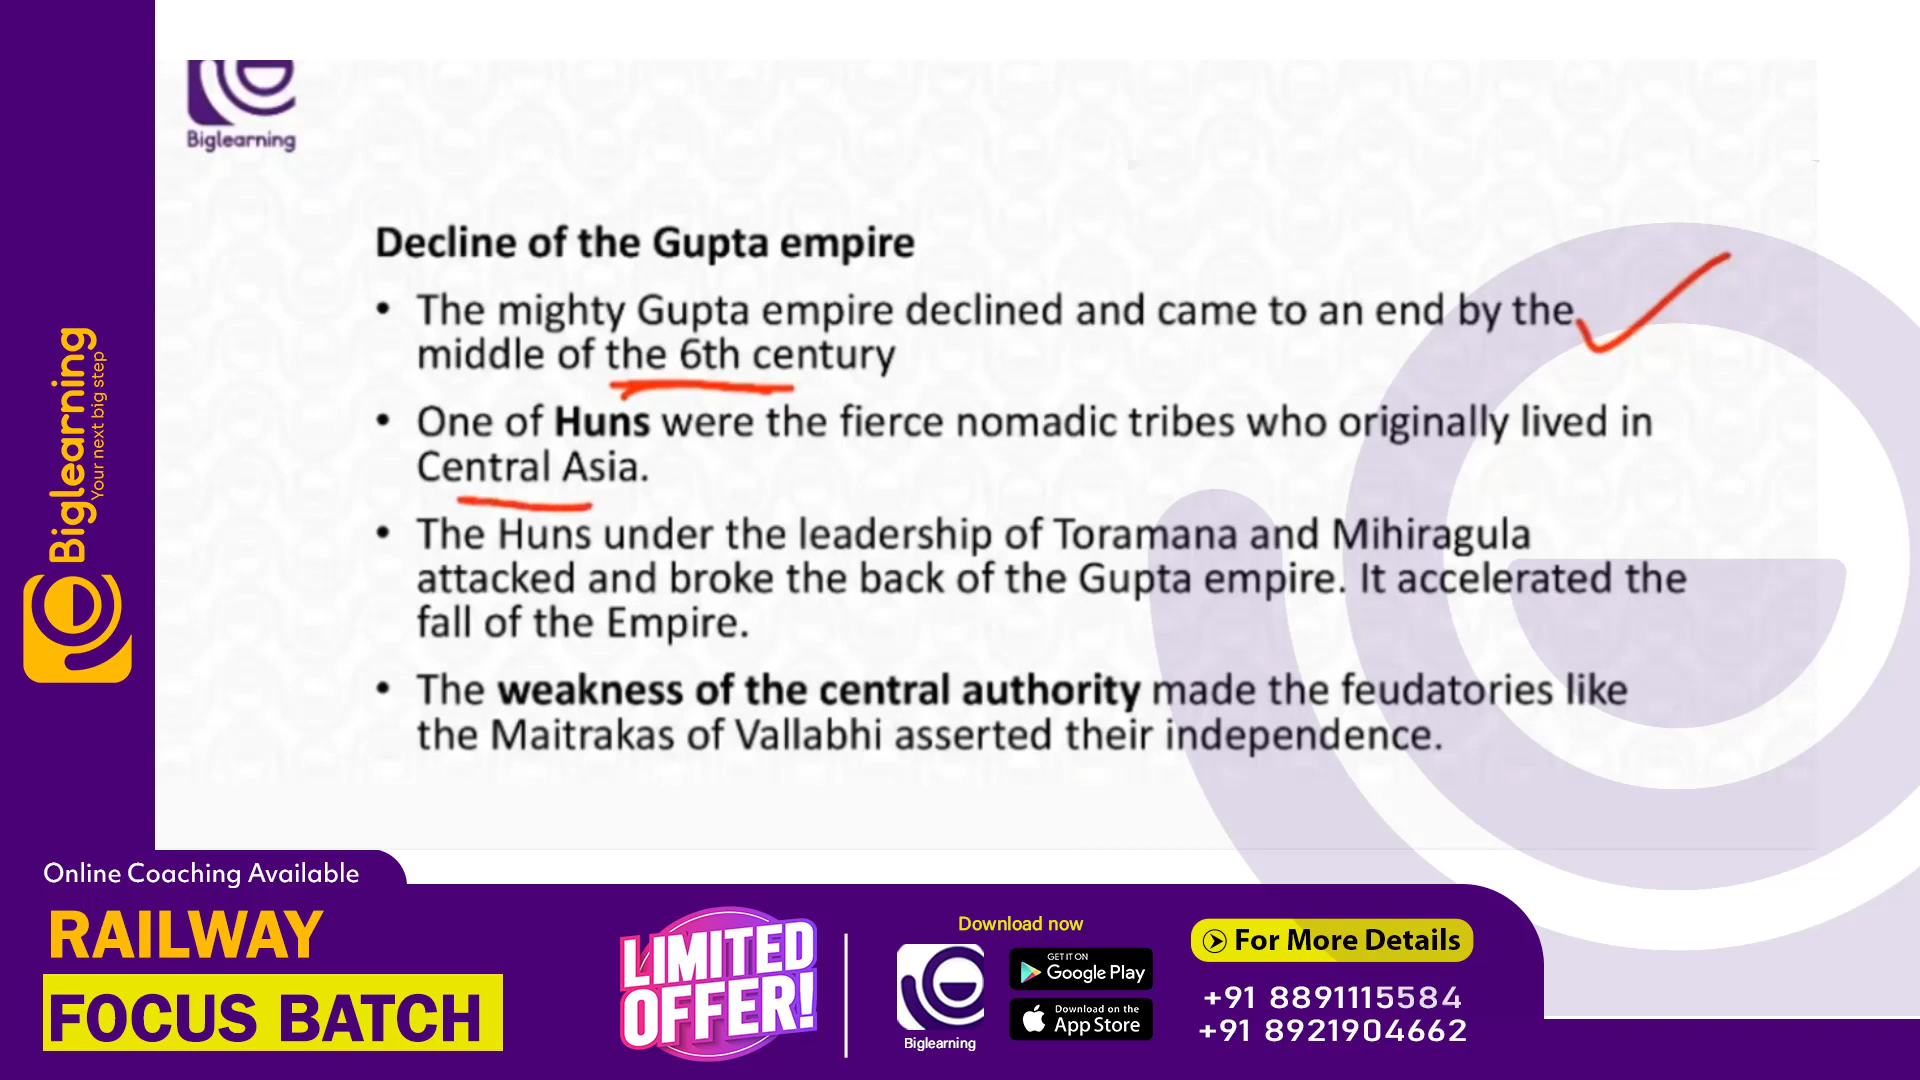 Biglearning
Decline of the Gupta empire
• The mighty Gupta empire declined and came to an end by the
middle of the 6th century
• One of Huns were the fierce nomadic tribes who originally lived in
Central Asia.
• The Huns under the leadership of Toramana and Mihiragula
attacked and broke the back of the Gupta empire. It accelerated the
fall of the Empire.
• The weakness of the central authority made the feudatories like
the Maitrakas of Vallabhi asserted their independence.
Biglearning
Your next big step
Online Coaching Available
RAILWAY
FOCUS BATCH
LIMITED
OFFER!
Download now
Biglearning
GET IT ON
Google Play
Download on the
App Store
For More Details
+91 8891115584
+91 8921904662